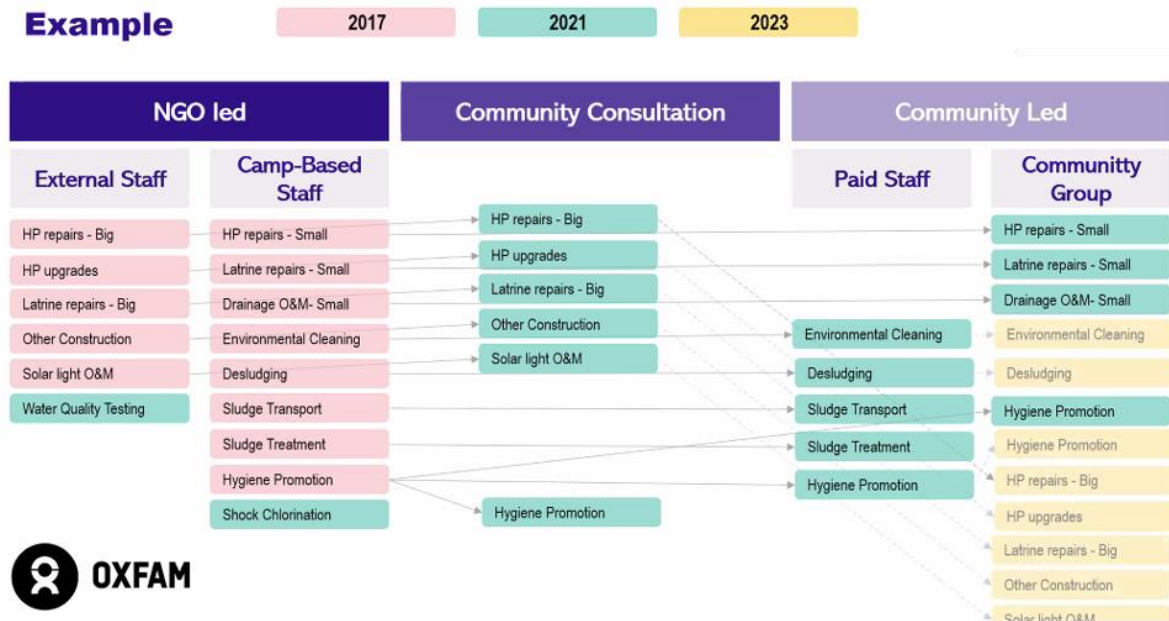 Example
2017
2021
2023
NGO led
Community Consultation
Community Led
External Staff
Camp-Based
Staff
Paid Staff
Communitty
Group
HP repairs - Big
HP upgrades
Latrine repairs - Big
Other Construction
Solar light O&M
Water Quality Testing
HP repairs - Small
Latrine repairs - Small
Drainage O&M- Small
Environmental Cleaning
Desludging
Sludge Transport
Sludge Treatment
Hygiene Promotion
Shock Chlorination
HP repairs - Big
HP upgrades
Latrine repairs - Big
Other Construction
Solar light O&M
Hygiene Promotion
Environmental Cleaning
Desludging
Sludge Transport
Sludge Treatment
Hygiene Promotion
HP repairs - Small
Latrine repairs - Small
Drainage O&M- Small
Environmental Cleaning
Desludging
Hygiene Promotion
Hygiene Promotion
HP repairs - Big
HP upgrades
Latrine repairs - Big
Other Construction
Solar light O&M
OXFAM